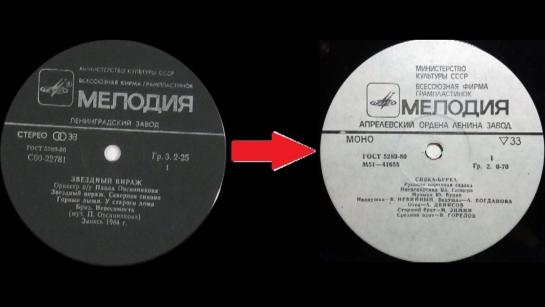 МИНИСТЕРСТВО КУЛЬТУРЫ СССР
ВСЕСОЮЗНАЯ ФИРМА
ГРАМПЛАСТИНОК
МЕЛОДИЯ
ЛЕНИНГРАДСКИЙ ЗАВОД
СТЕРЕО 33
ГОСТ 5289-80
С60-22781
Гр. 3. 2-25
1
ЗВЕЗДНЫЙ ВИРАЖ
Оркестр п/у Павла Овсянникова
Звездный вираж. Северное сияние
Горные лыжи. У старого дома
Бриз. Невесомость
(муз. П. Овсянникова)
Запись 1984 г.
МИНИСТЕРСТВО
КУЛЬТУРЫ СССР
ВСЕСОЮЗНАЯ ФИРМА
ГРАМПЛАСТИНОК
МЕЛОДИЯ
АПРЕЛЕВСКИЙ ОРДЕНА ЛЕНИНА ЗАВОД
МОНО 33
ГОСТ 5289-80
М51-41655
1
Гр. 2. 0-70
СИВКА-БУРКА
Русская народная сказка
Музыка Ю.
В. НЕВИННЫЙ, Ведущая — А. БОГДАНОВА
Отец — Л. ДЕНИСОВ
Старший брат — М. ЗИМИН
Средний брат — В. ГОРЕЛОВ